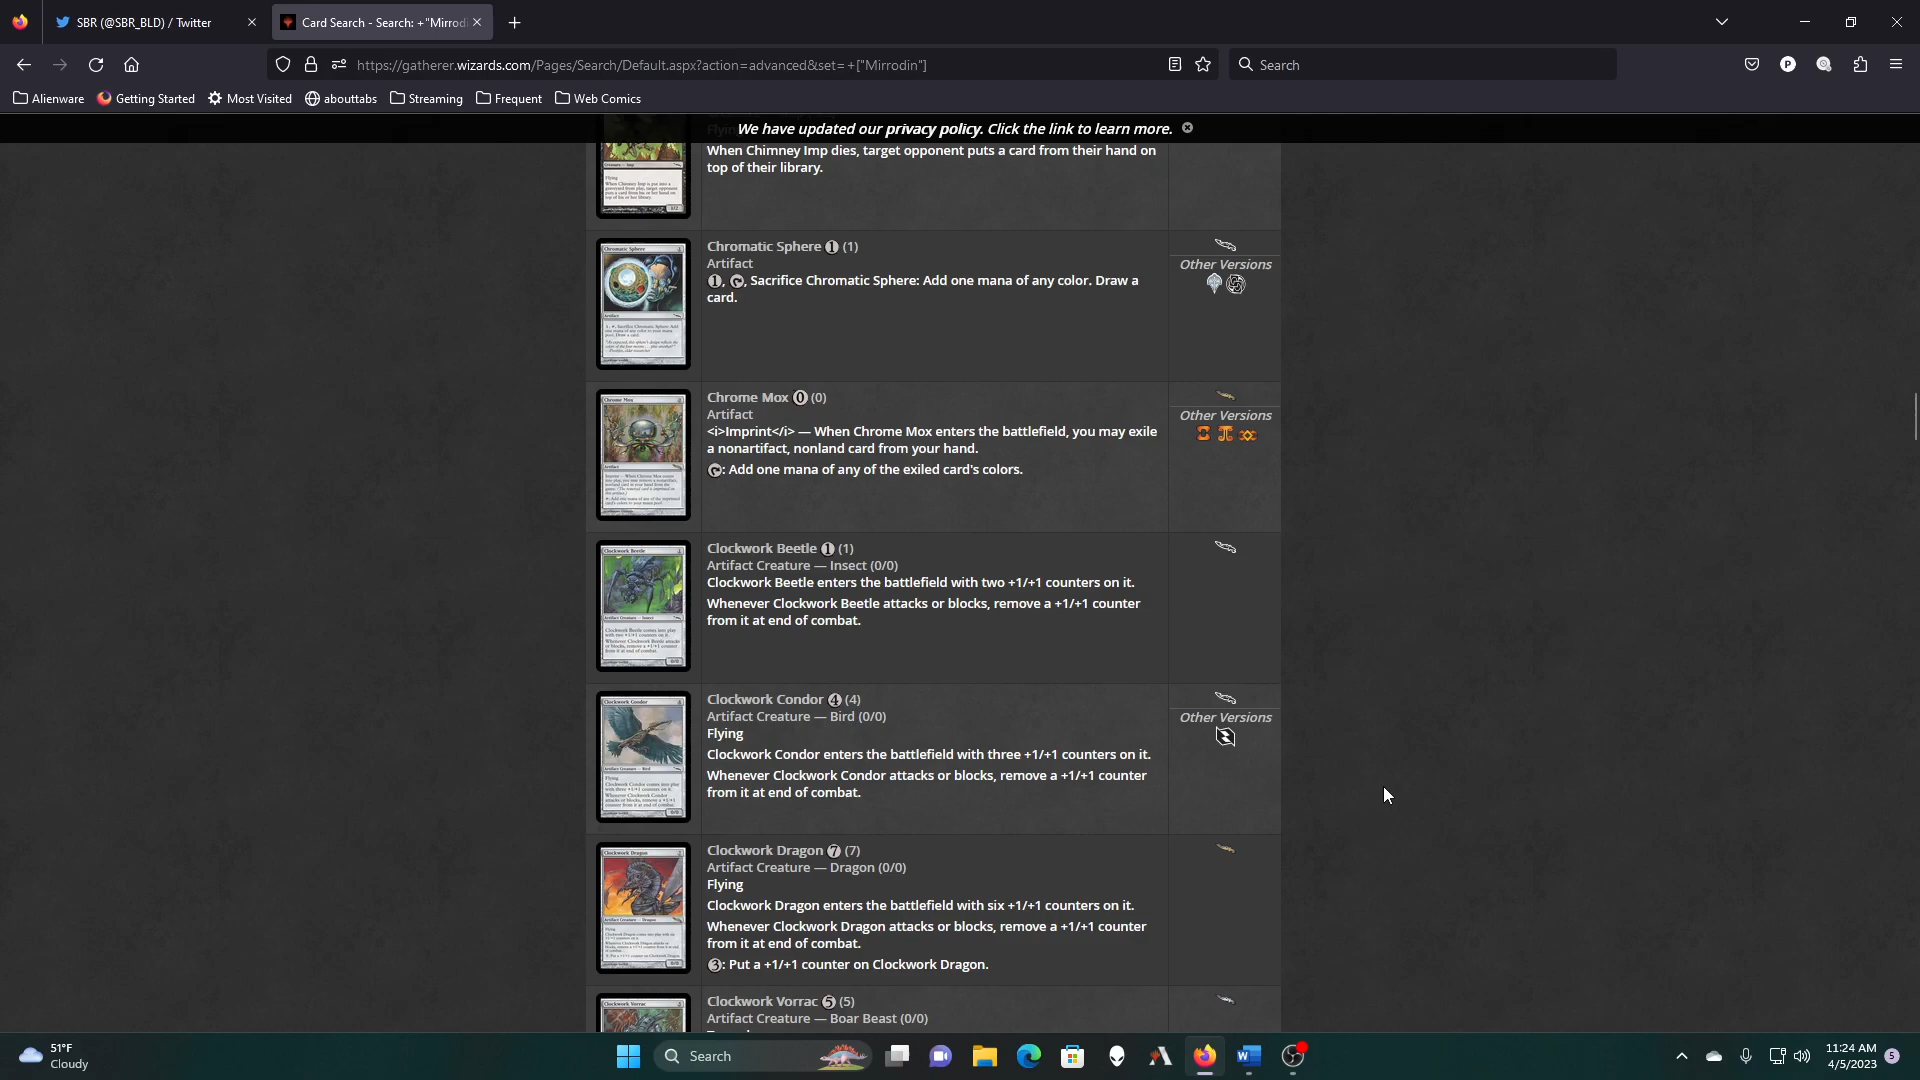 SBR (@SBR_BLD) / Twitter
Card Search - Search: +"Mirrod
https://gatherer.wizards.com/Pages/Search/Default.aspx?action=advanced&set=+["Mirrodin"]
Search
Alienware
Getting Started
Most Visited
abouttabs
Streaming
Frequent
Web Comics
We have updated our privacy policy. Click the link to learn more.
When Chimney Imp dies, target opponent puts a card from their hand on
top of their library.
Chromatic Sphere 1 (1)
Artifact
1, , Sacrifice Chromatic Sphere: Add one mana of any color. Draw a
card.
Other Versions
Chrome Mox 0 (0)
Artifact
<i>Imprint</i> — When Chrome Mox enters the battlefield, you may exile
a nonartifact, nonland card from your hand.
: Add one mana of any of the exiled card's colors.
Other Versions
Clockwork Beetle 1 (1)
Artifact Creature — Insect (0/0)
Clockwork Beetle enters the battlefield with two +1/+1 counters on it.
Whenever Clockwork Beetle attacks or blocks, remove a +1/+1 counter
from it at end of combat.
Clockwork Condor 4 (4)
Artifact Creature — Bird (0/0)
Flying
Clockwork Condor enters the battlefield with three +1/+1 counters on it.
Whenever Clockwork Condor attacks or blocks, remove a +1/+1 counter
from it at end of combat.
Other Versions
Clockwork Dragon 7 (7)
Artifact Creature — Dragon (0/0)
Flying
Clockwork Dragon enters the battlefield with six +1/+1 counters on it.
Whenever Clockwork Dragon attacks or blocks, remove a +1/+1 counter
from it at end of combat.
3: Put a +1/+1 counter on Clockwork Dragon.
Clockwork Vorrac 5 (5)
Artifact Creature — Boar Beast (0/0)
51°F
Cloudy
Search
11:24 AM
4/5/2023
5